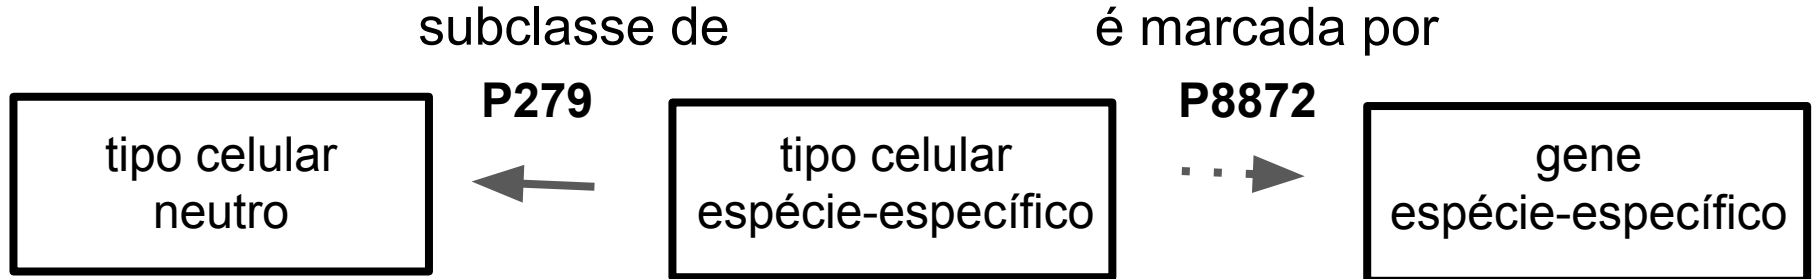 subclasse de
é marcada por
P279
P8872
tipo celular
neutro
tipo celular
espécie-específico
gene
espécie-específico